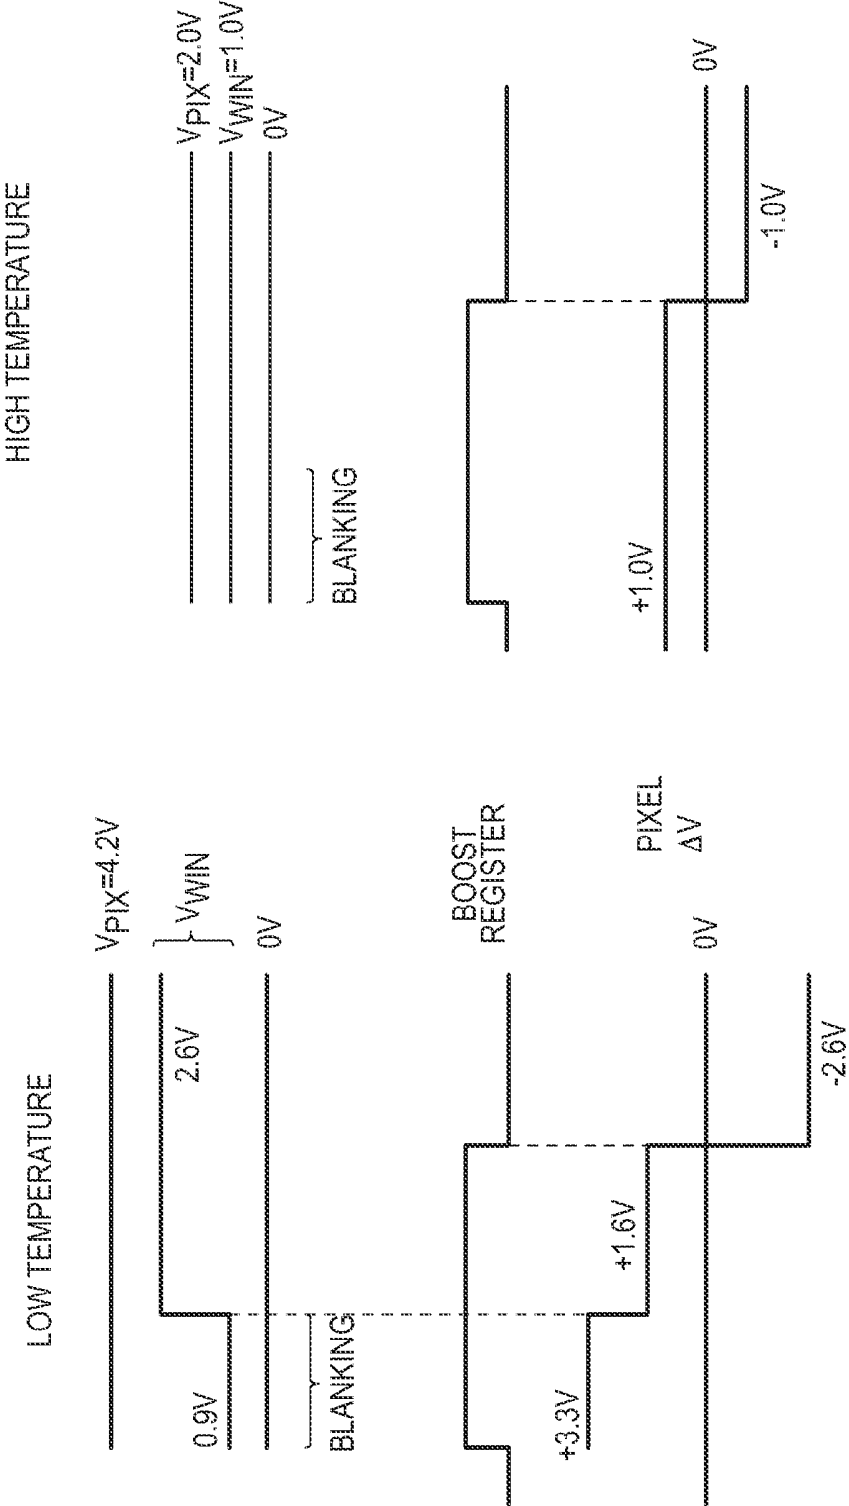 LOW TEMPERATURE
VPIX=4.2V
0.9V
2.6V
VWIN
0V
BLANKING
BOOST
REGISTER
+3.3V
+1.6V
PIXEL
ΔV
0V
-2.6V
HIGH TEMPERATURE
VPIX=2.0V
VWIN=1.0V
0V
BLANKING
+1.0V
0V
-1.0V